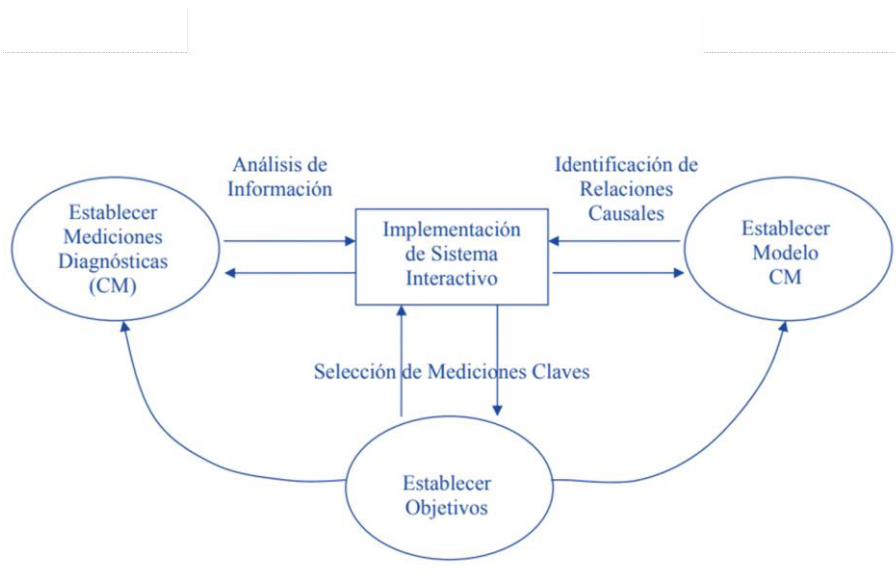 Análisis de
Información
Identificación de
Relaciones
Causales
Establecer
Mediciones
Diagnósticas
(CM)
Implementación
de Sistema
Interactivo
Establecer
Modelo
CM
Selección de Mediciones Claves
Establecer
Objetivos